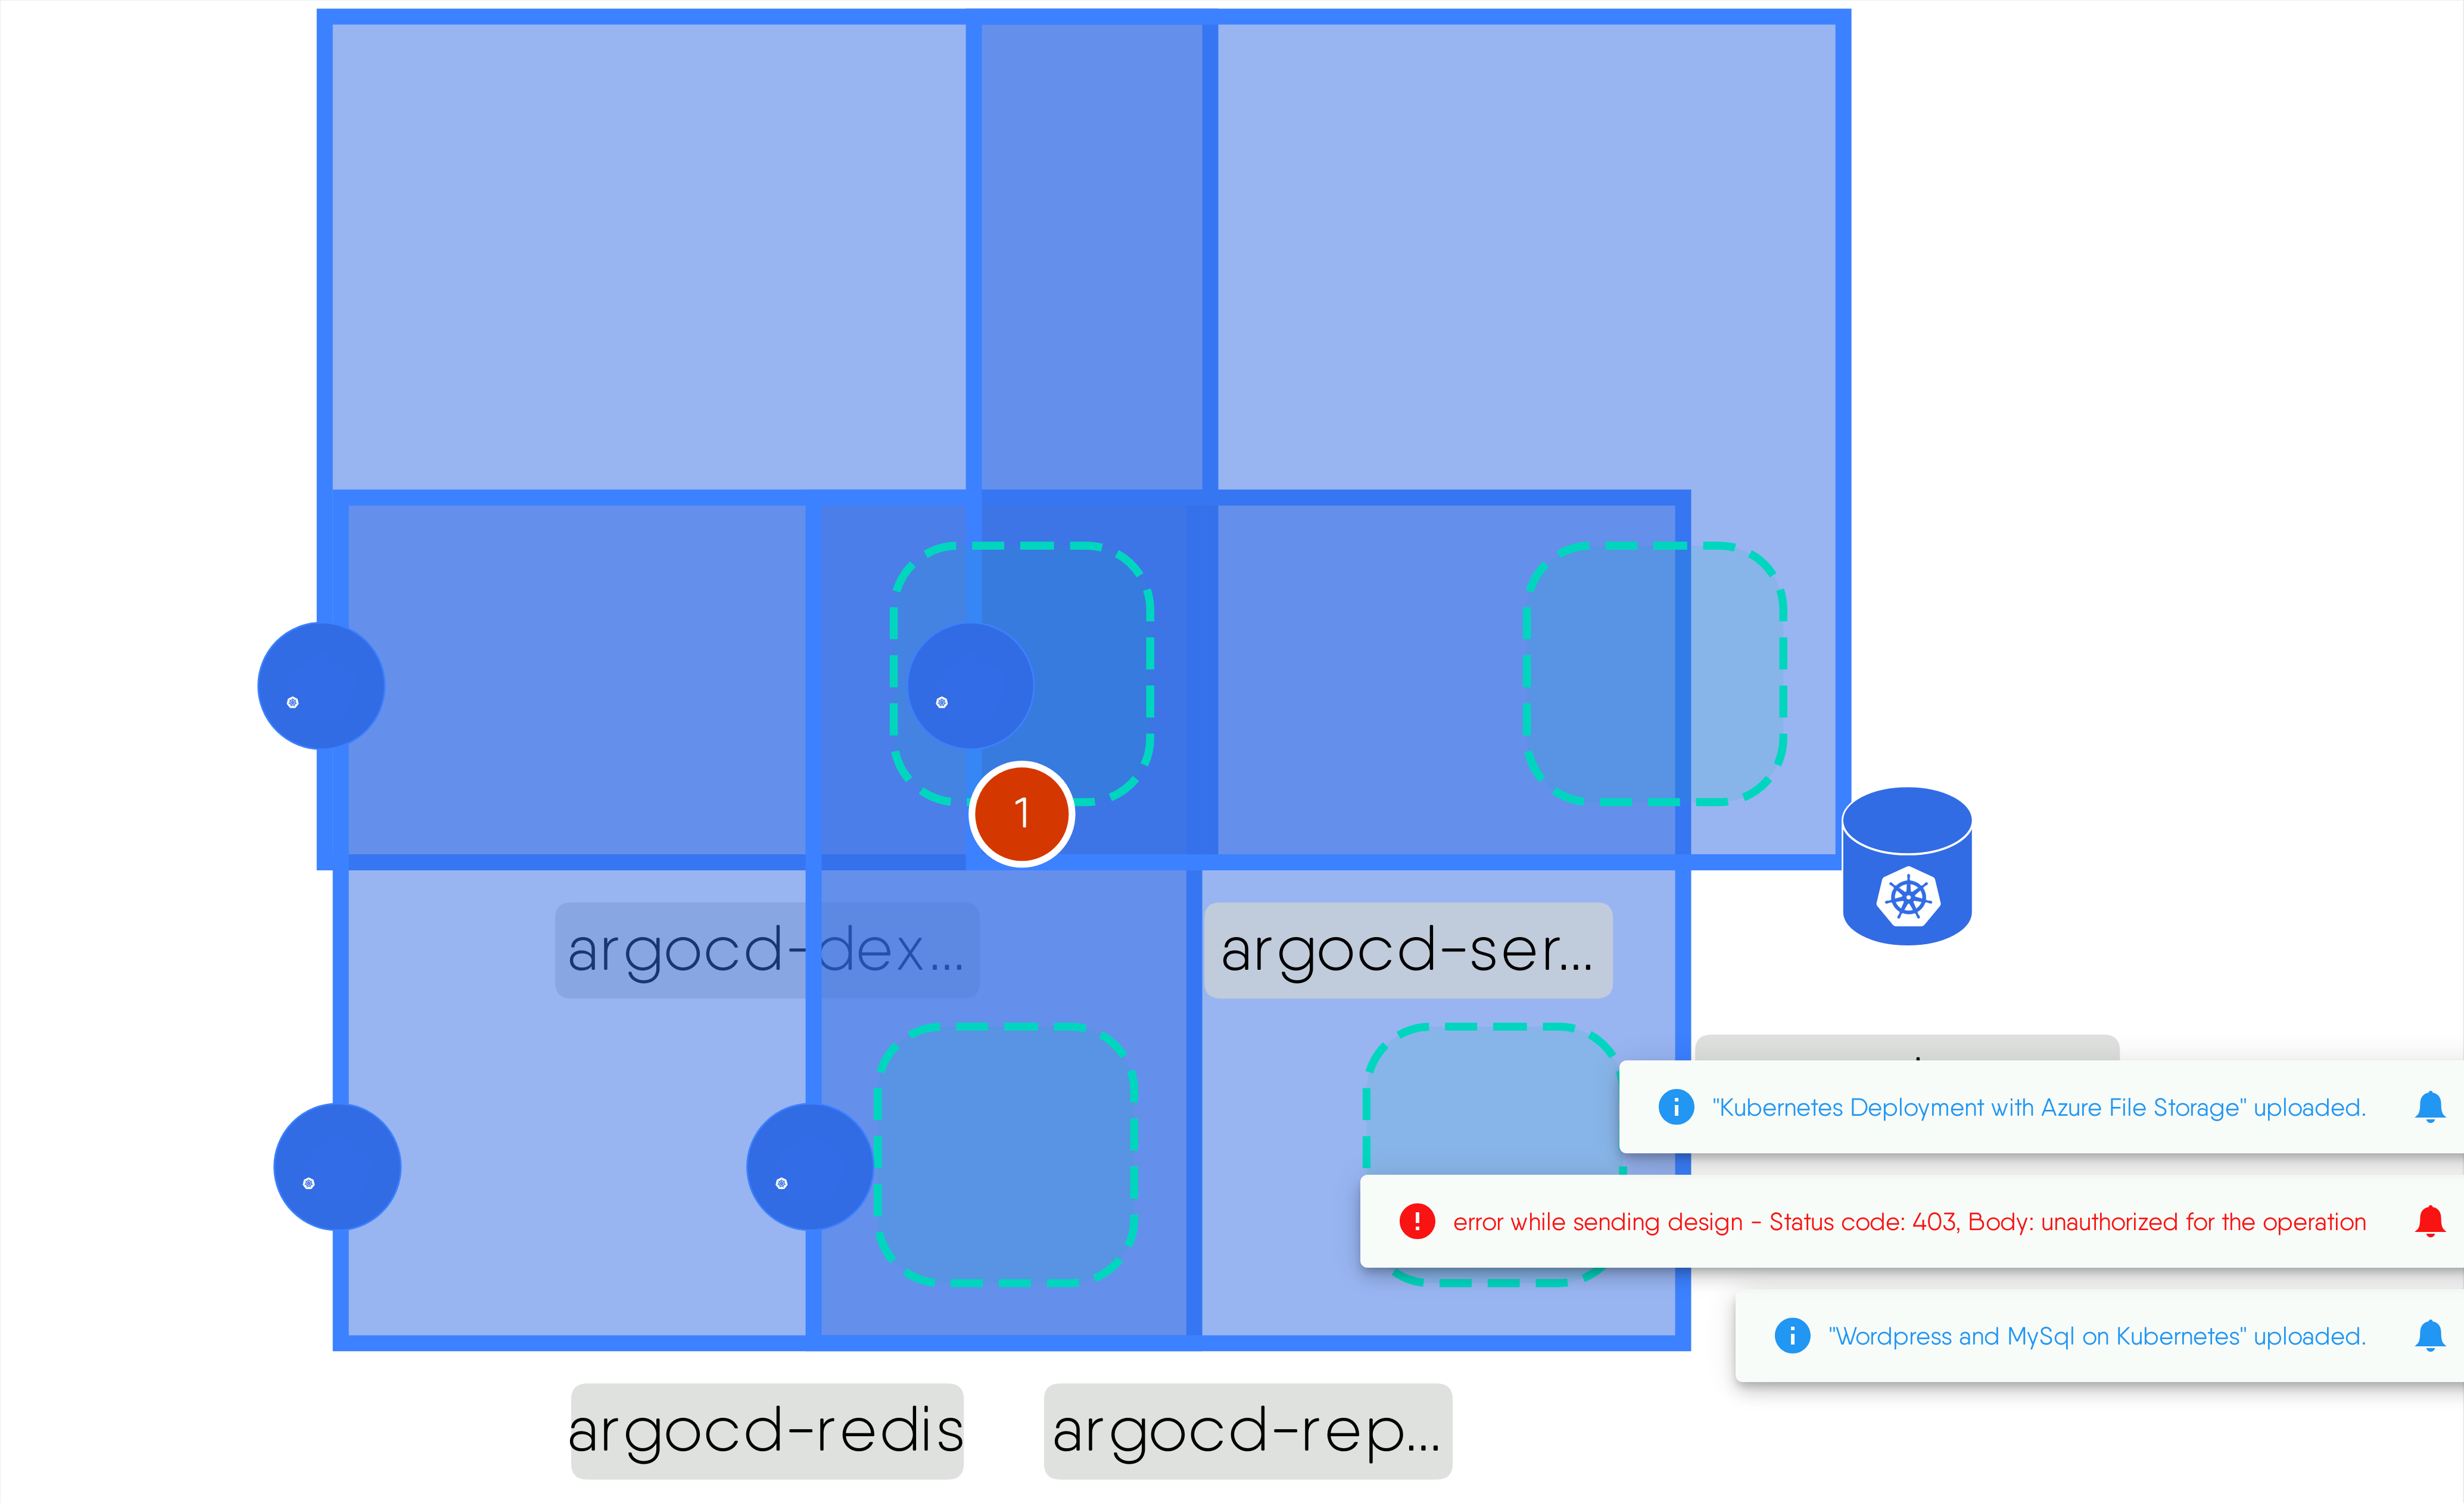 1
argocd-dex...
argocd-ser...
"Kubernetes Deployment with Azure File Storage" uploaded.
error while sending design - Status code: 403, Body: unauthorized for the operation
"Wordpress and MySql on Kubernetes" uploaded.
argocd-redis
argocd-rep...